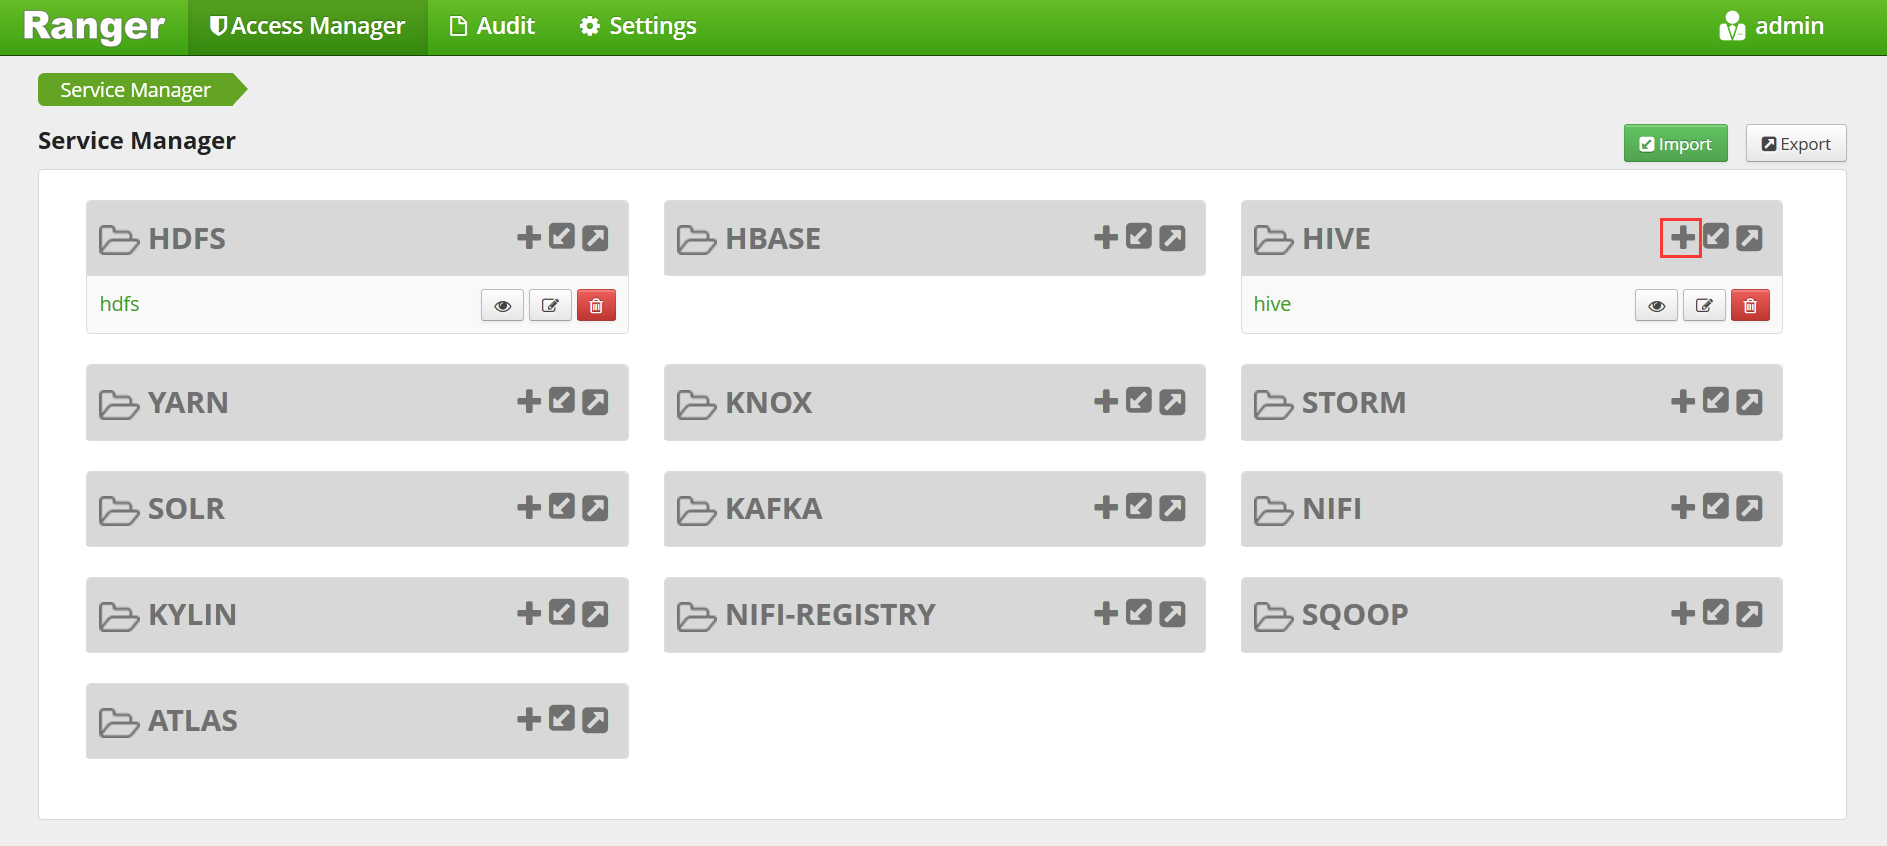 Ranger Access Manager Audit Settings admin
Service Manager
Service Manager Import Export
HDFS HBASE HIVE
hdfs hive
YARN KNOX STORM
SOLR KAFKA NIFI
KYLIN NIFI-REGISTRY SQOOP
ATLAS